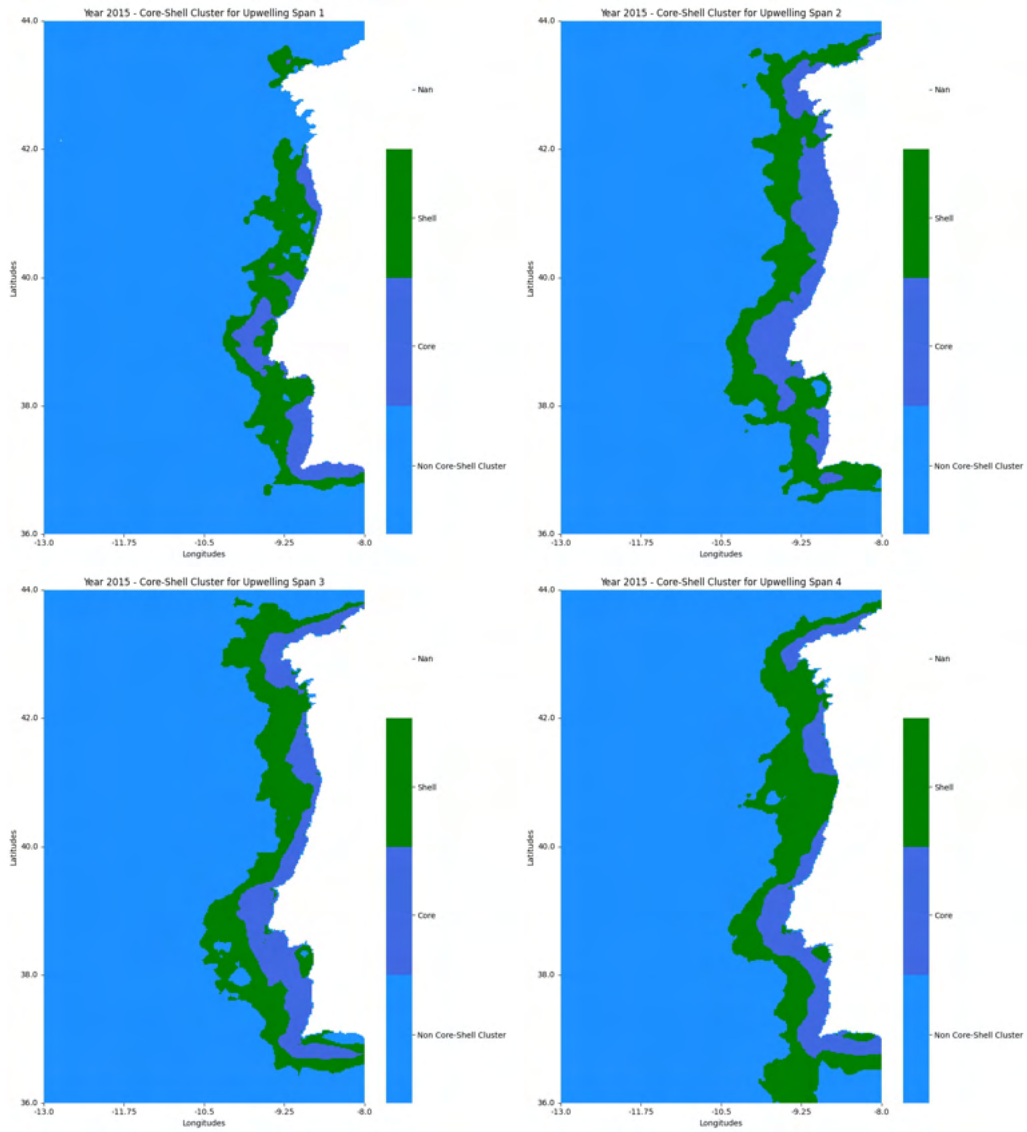 Year 2015 - Core-Shell Cluster for Upwelling Span 1
44.0
42.0
40.0
38.0
36.0
Latitudes
-13.0
-11.75
-10.5
-9.25
-8.0
Longitudes
Nan
Shell
Core
Non Core-Shell Cluster
Year 2015 - Core-Shell Cluster for Upwelling Span 2
44.0
42.0
40.0
38.0
36.0
Latitudes
-13.0
-11.75
-10.5
-9.25
-8.0
Longitudes
Nan
Shell
Core
Non Core-Shell Cluster
Year 2015 - Core-Shell Cluster for Upwelling Span 3
44.0
42.0
40.0
38.0
36.0
Latitudes
-13.0
-11.75
-10.5
-9.25
-8.0
Longitudes
Nan
Shell
Core
Non Core-Shell Cluster
Year 2015 - Core-Shell Cluster for Upwelling Span 4
44.0
42.0
40.0
38.0
36.0
Latitudes
-13.0
-11.75
-10.5
-9.25
-8.0
Longitudes
Nan
Shell
Core
Non Core-Shell Cluster